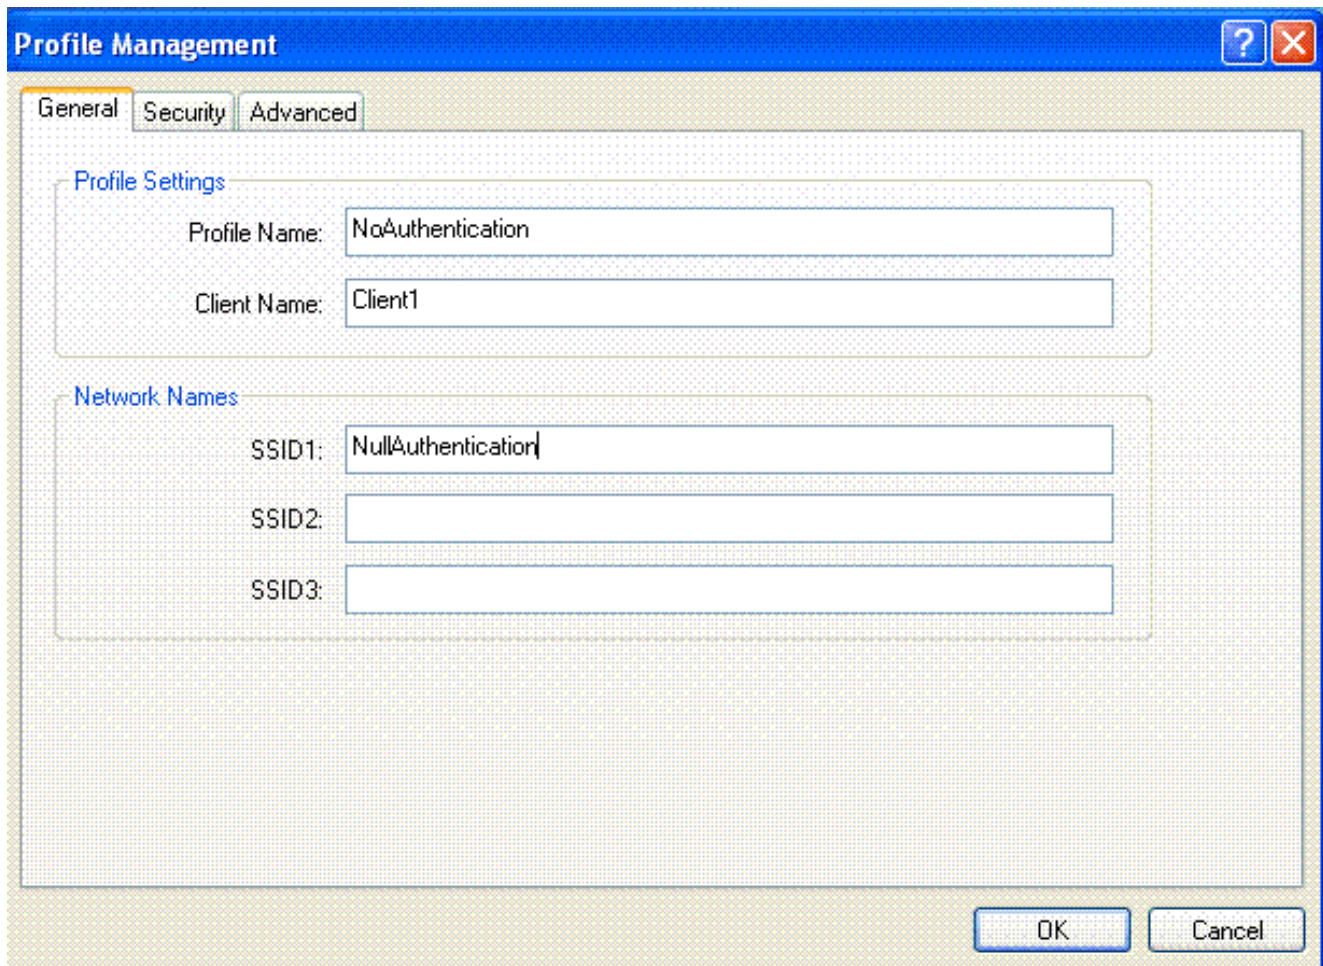 Profile Management
?
General Security Advanced
Profile Settings
Profile Name: NoAuthentication
Client Name: Client1
Network Names
SSID1: NullAuthentication
SSID2:
SSID3:
OK Cancel